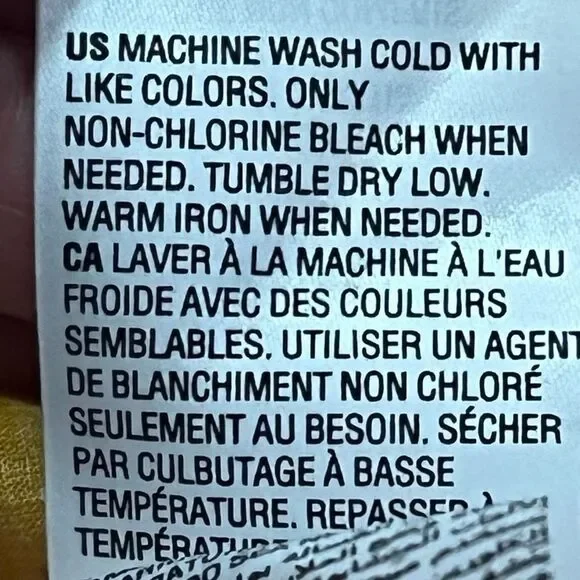 US MACHINE WASH COLD WITH
LIKE COLORS. ONLY
NON-CHLORINE BLEACH WHEN
NEEDED. TUMBLE DRY LOW.
WARM IRON WHEN NEEDED.
CA LAVER À LA MACHINE À L'EAU
FROIDE AVEC DES COULEURS
SEMBLABLES. UTILISER UN AGENT
DE BLANCHIMENT NON CHLORÉ
SEULEMENT AU BESOIN. SÉCHER
PAR CULBUTAGE À BASSE
TEMPÉRATURE. REPASSER À
TEMPÉRATURE